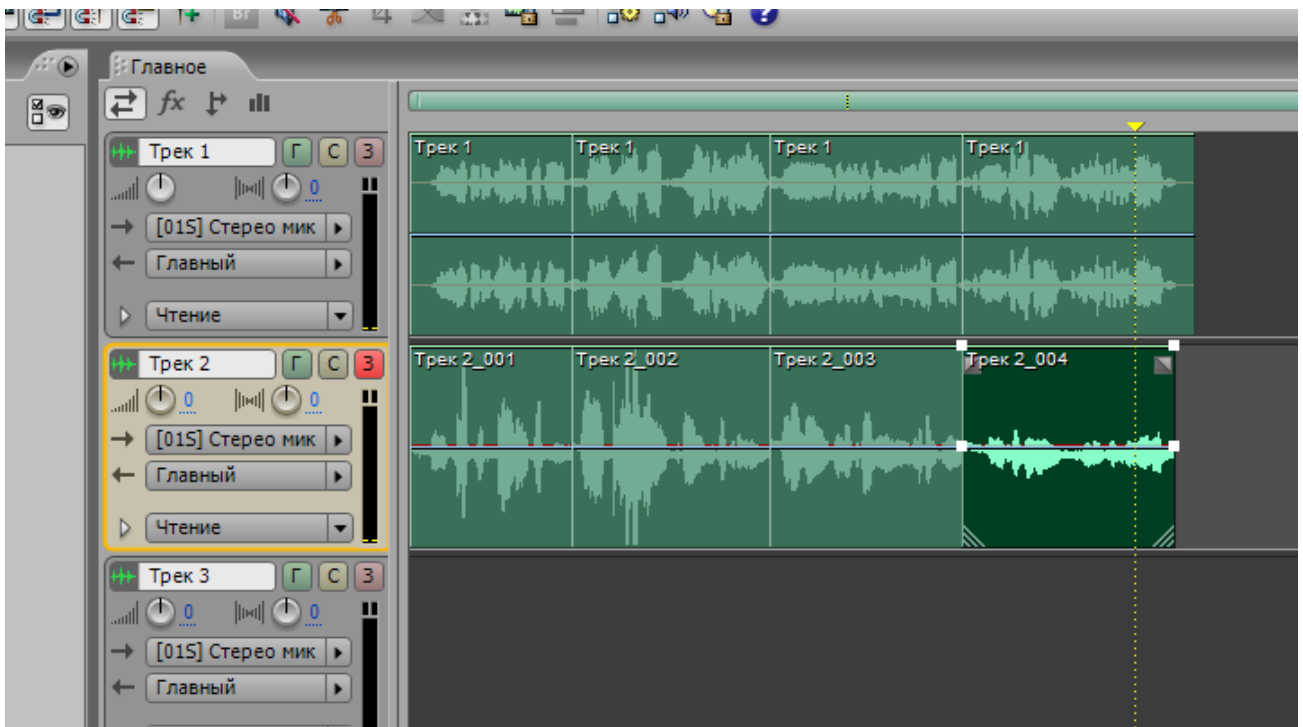 Br
Главное
fx
Трек 1 Г С З
0
[01S] Стерео мик
Главный
Чтение
Трек 1 Трек 1 Трек 1 Трек 1
Трек 2 Г С З
0 0
[01S] Стерео мик
Главный
Чтение
Трек 2_001 Трек 2_002 Трек 2_003 Трек 2_004
Трек 3 Г С З
0 0
[01S] Стерео мик
Главный